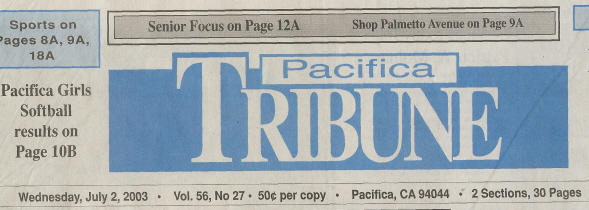 Sports on
Pages 8A, 9A,
18A
Pacifica Girls
Softball
results on
Page 10B
Senior Focus on Page 12A Shop Palmetto Avenue on Page 9A
Pacifica
TRIBUNE
Wednesday, July 2, 2003 • Vol. 56, No 27 • 50¢ per copy • Pacifica, CA 94044 • 2 Sections, 30 Pages